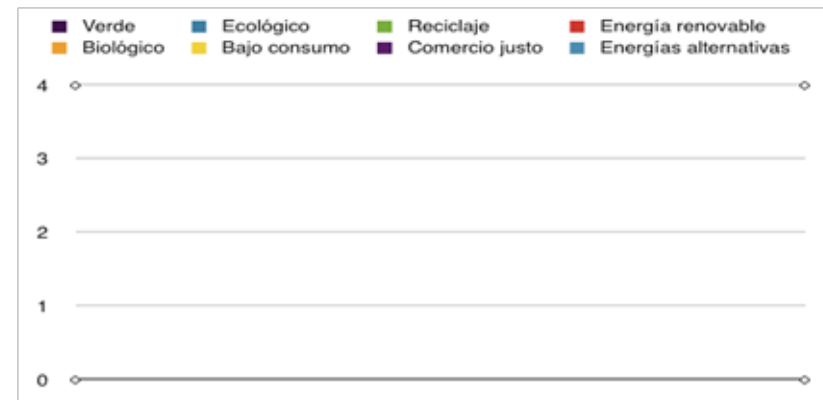 Verde Ecológico Reciclaje Energía renovable
Biológico Bajo consumo Comercio justo Energías alternativas
4
3
2
1
0